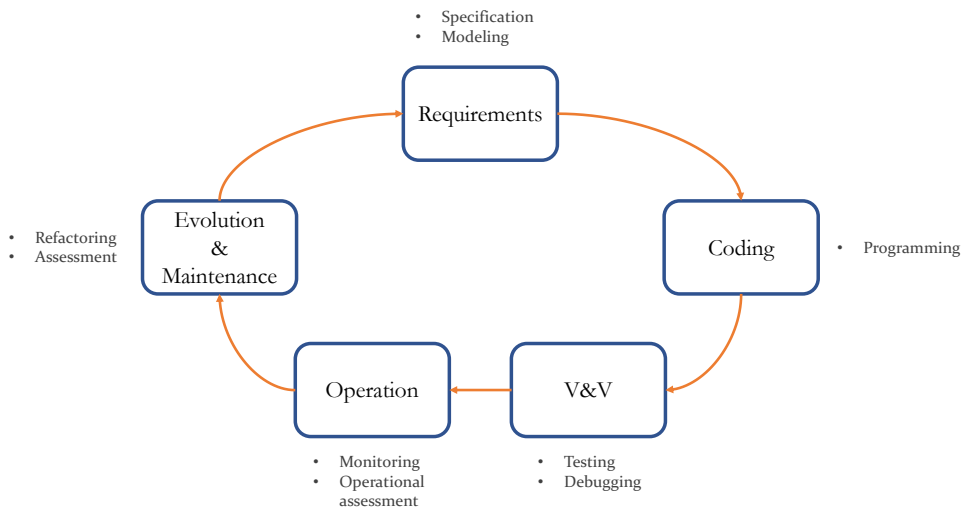 • Specification
• Modeling
Requirements
Evolution
&
Maintenance
• Refactoring
• Assessment
Coding
• Programming
Operation
V&V
• Monitoring
• Operational
assessment
• Testing
• Debugging